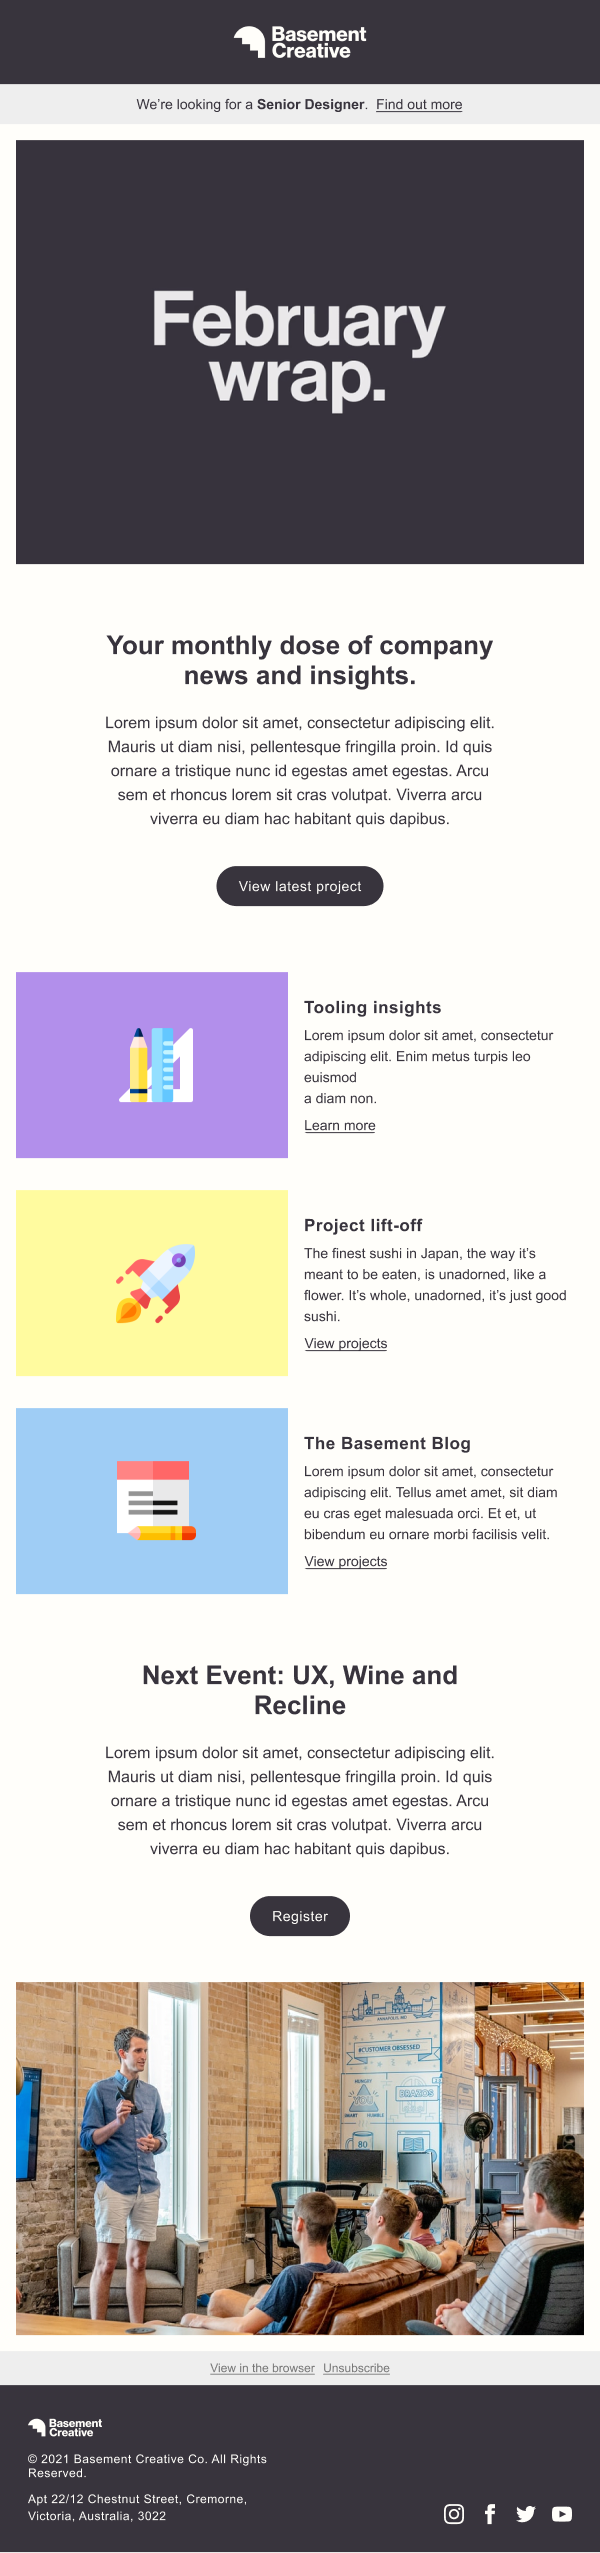 Basement
Creative
We're looking for a Senior Designer. Find out more
February
wrap.
Your monthly dose of company
news and insights.
Lorem ipsum dolor sit amet, consectetur adipiscing elit.
Mauris ut diam nisi, pellentesque fringilla proin. Id quis
ornare a tristique nunc id egestas amet egestas. Arcu
sem et rhoncus lorem sit cras volutpat. Viverra arcu
viverra eu diam hac habitant quis dapibus.
View latest project
Tooling insights
Lorem ipsum dolor sit amet, consectetur
adipiscing elit. Enim metus turpis leo
euismod
a diam non.
Learn more
Project lift-off
The finest sushi in Japan, the way it's
meant to be eaten, is unadorned, like a
flower. It's whole, unadorned, it's just good
sushi.
View projects
The Basement Blog
Lorem ipsum dolor sit amet, consectetur
adipiscing elit. Tellus amet amet, sit diam
eu cras eget malesuada orci. Et et, ut
bibendum eu ornare morbi facilisis velit.
View projects
Next Event: UX, Wine and
Recline
Lorem ipsum dolor sit amet, consectetur adipiscing elit.
Mauris ut diam nisi, pellentesque fringilla proin. Id quis
ornare a tristique nunc id egestas amet egestas. Arcu
sem et rhoncus lorem sit cras volutpat. Viverra arcu
viverra eu diam hac habitant quis dapibus.
Register
ANNAPOLIS, MD
#CUSTOMER OBSESSED
HUNGRY
YOU
SMART HUMBLE
BRAZOS
80
View in the browser Unsubscribe
Basement
Creative
© 2021 Basement Creative Co. All Rights
Reserved.
Apt 22/12 Chestnut Street, Cremorne,
Victoria, Australia, 3022